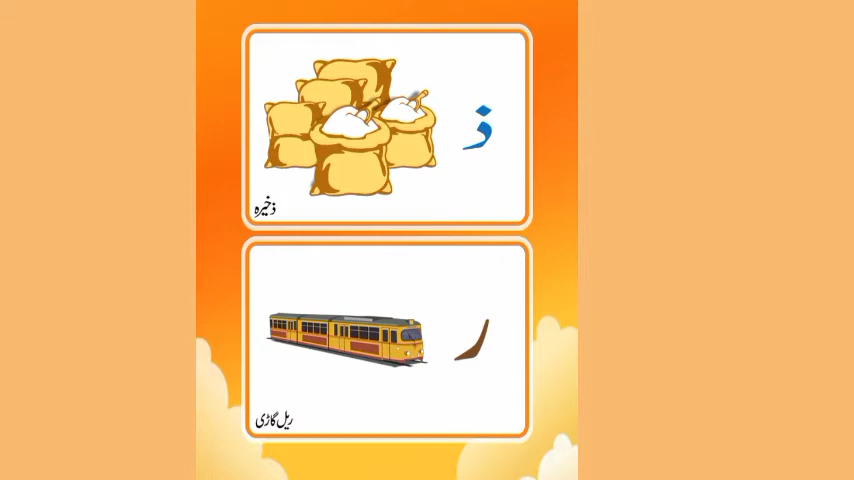 ذ
ذخیرہ
ر
ریل گاڑی